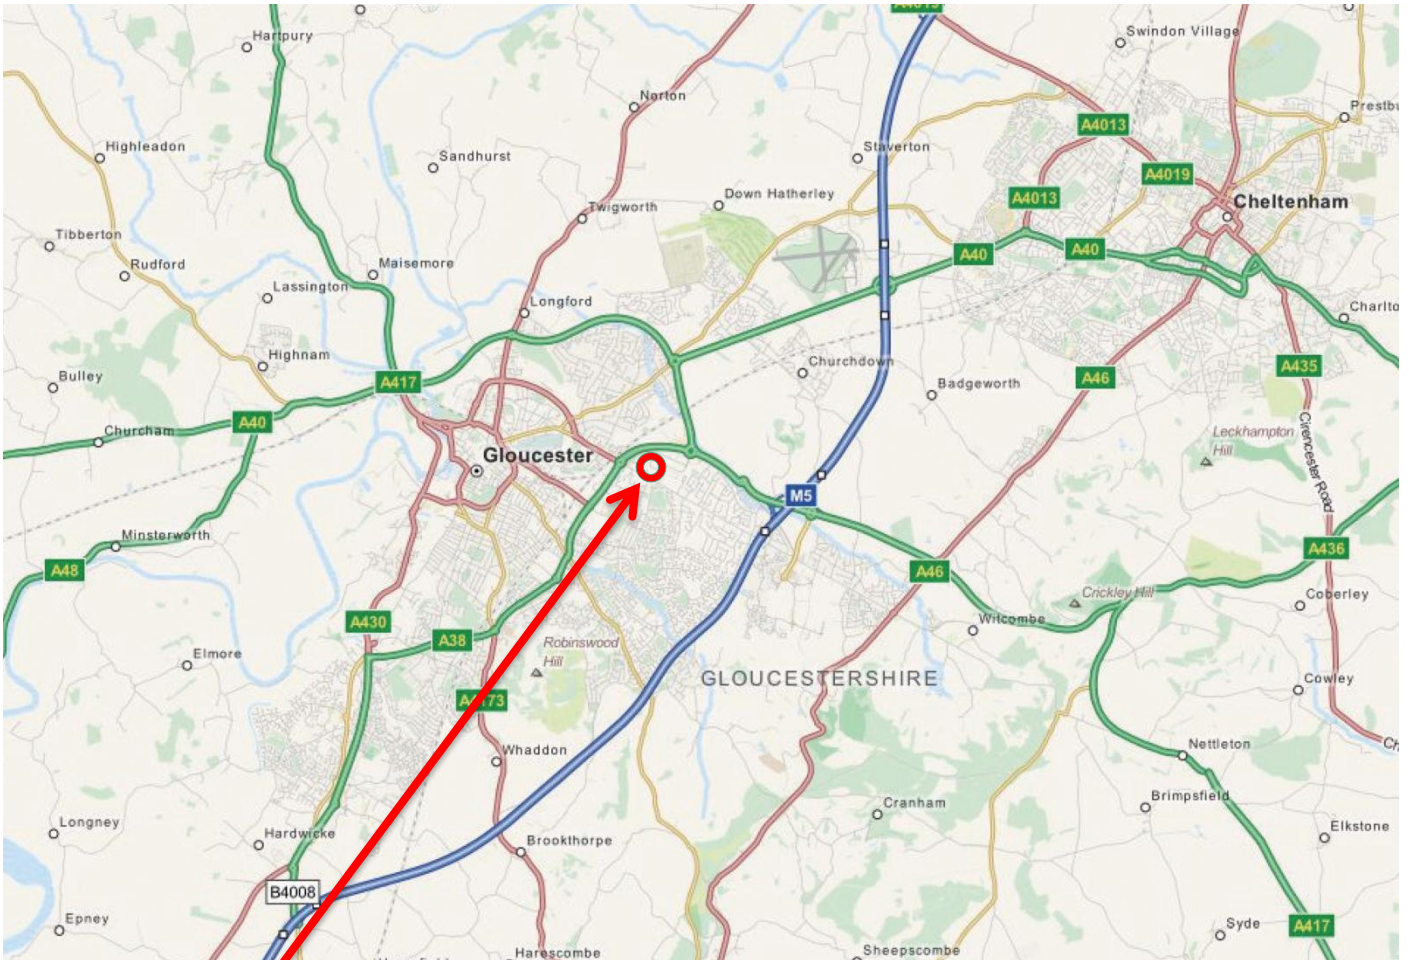 A4019
Hartpury
Swindon Village
Norton
Prestbu
A4013
Highleadon
Sandhurst
Staverton
A4019
Down Hatherley
A4013
Twigworth
Cheltenham
Tibberton
Rudford
Maisemore
A40
A40
Lassington
Longford
Charlto
Highnam
Churchdown
A435
Bulley
A417
Badgeworth
A46
A40
Churcham
Cirencester Road
Leckhampton
Hill
Gloucester
M5
Minsterworth
A436
A48
A46
Crickley Hill
Coberley
A430
Wilcombe
A38
Robinswood
Hill
Elmore
GLOUCESTERSHIRE
Cowley
Whaddon
Nettleton
Ch
Cranham
Brimpsfield
Longney
Hardwicke
Brookthorpe
Elkstone
B4008
Epney
Syde
A417
Harescombe
Sheepscombe